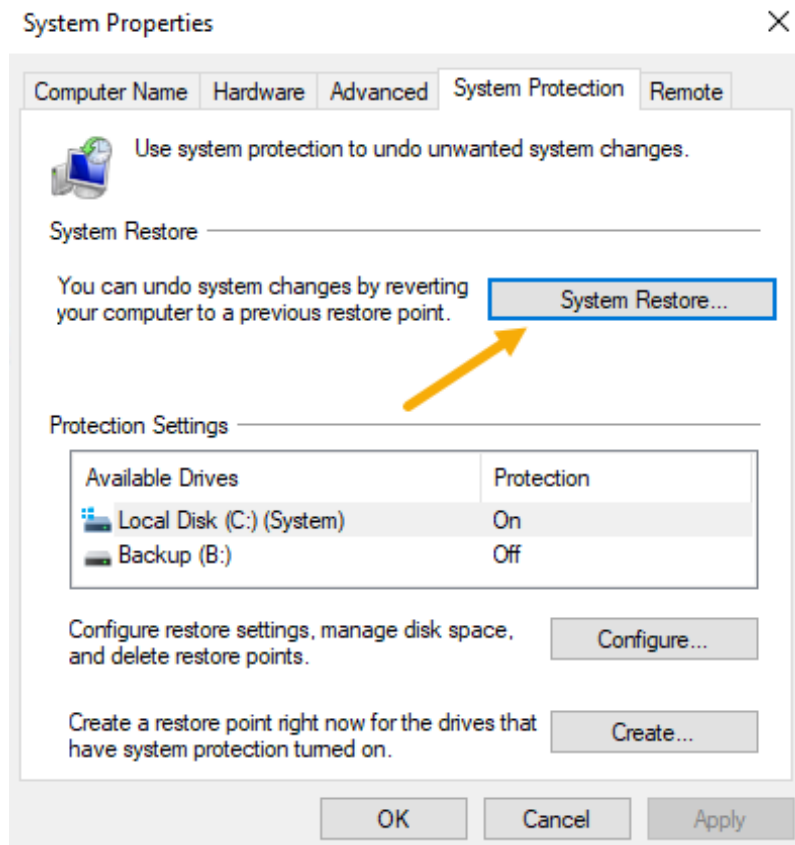 System Properties
Computer Name Hardware Advanced System Protection Remote
Use system protection to undo unwanted system changes.
System Restore
You can undo system changes by reverting
your computer to a previous restore point.
System Restore...
Protection Settings
Available Drives Protection
Local Disk (C:) (System) On
Backup (B:) Off
Configure restore settings, manage disk space,
and delete restore points.
Configure...
Create a restore point right now for the drives that
have system protection turned on.
Create...
OK Cancel Apply